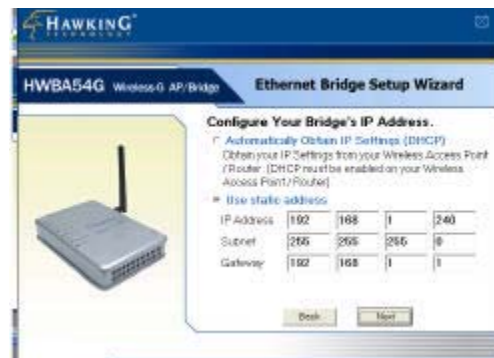 HAWKING
TECHNOLOGY
HWBA54G Wireless-G AP/Bridge
Ethernet Bridge Setup Wizard
Configure Your Bridge's IP Address.
Automatically Obtain IP Settings (DHCP)
Obtain your IP Settings from your Wireless Access Point
/Router. (DHCP must be enabled on your Wireless
Access Point/Router)
Use static address
IP Address 192 168 1 240
Subnet 255 255 255 0
Gateway 192 168 1 1
Back Next